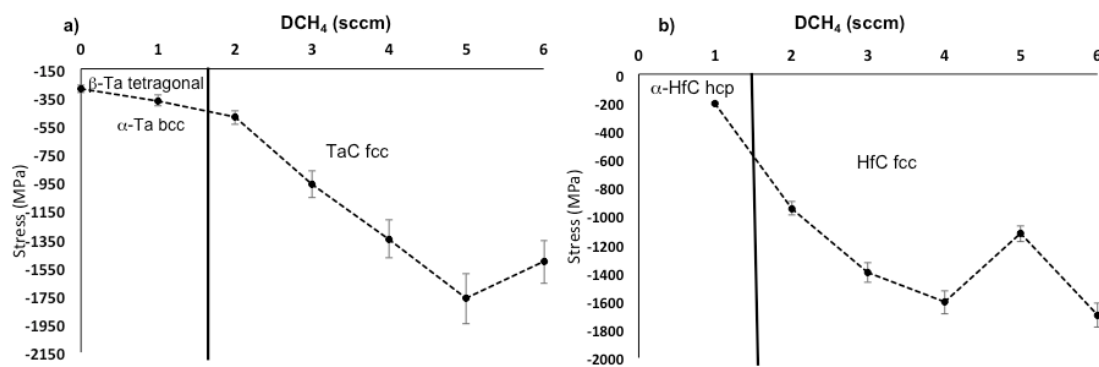 a)
DCH₄ (sccm)
0 1 2 3 4 5 6
-150
-350
-550
-750
-950
-1150
-1350
-1550
-1750
-1950
-2150
Stress (MPa)
β-Ta tetragonal
α-Ta bcc
TaC fcc
b)
DCH₄ (sccm)
0 1 2 3 4 5 6
0
-200
-400
-600
-800
-1000
-1200
-1400
-1600
-1800
-2000
Stress (MPa)
α-HfC hcp
HfC fcc